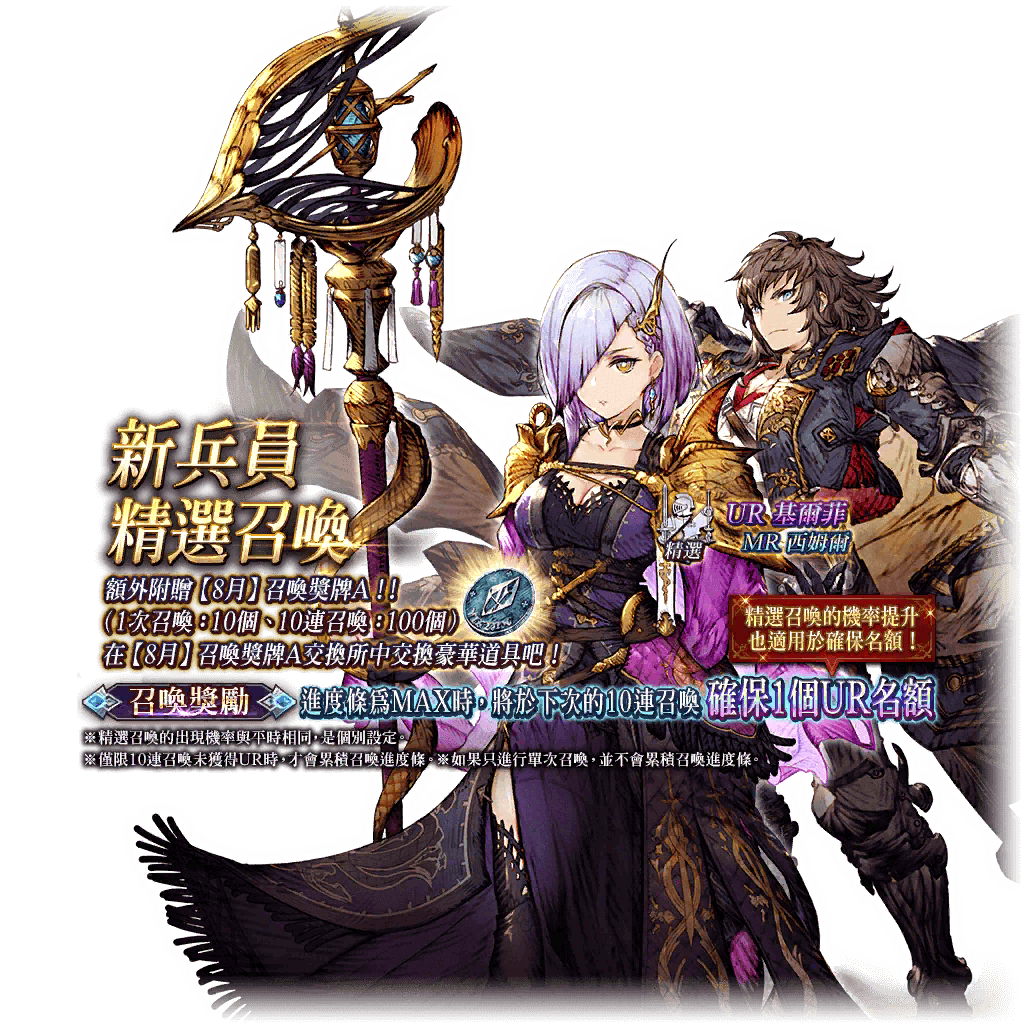 新兵員
精選召喚
精選
UR 基爾菲
MR 西姆爾
額外附贈【8月】召喚獎牌A!!
(1次召喚:10個、10連召喚:100個)
在【8月】召喚獎牌A交換所中交換豪華道具吧!
精選召喚的機率提升
也適用於確保名額!
召喚獎勵
進度條為MAX時,將於下次的10連召喚 確保1個UR名額
※精選召喚的出現機率與平時相同,是個別設定。
※僅限10連召喚未獲得UR時,才會累積召喚進度條。※如果只進行單次召喚,並不會累積召喚進度條。